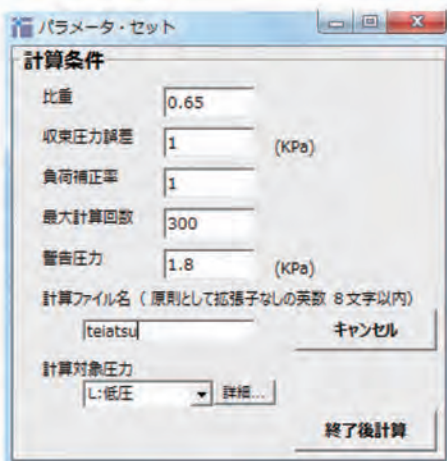 パラメータ・セット
計算条件
比重 0.65
収束圧力誤差 1 (KPa)
負荷補正率 1
最大計算回数 300
警告圧力 1.8 (KPa)
計算ファイル名 ( 原則として拡張子なしの英数 8文字以内)
teiatsu キャンセル
計算対象圧力
L:低圧 詳細...
終了後計算